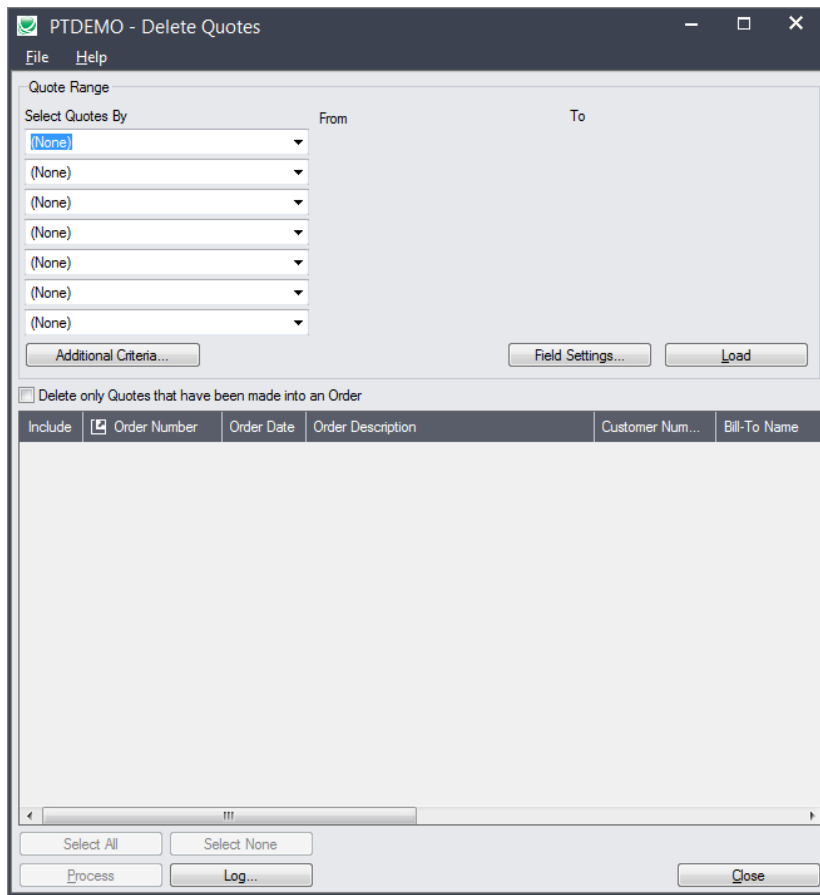 PTDEMO - Delete Quotes
File Help
Quote Range
Select Quotes By From To
(None)
(None)
(None)
(None)
(None)
(None)
(None)
Additional Criteria... Field Settings... Load
Delete only Quotes that have been made into an Order
Include Order Number Order Date Order Description Customer Num... Bill-To Name
Select All Select None
Process Log... Close